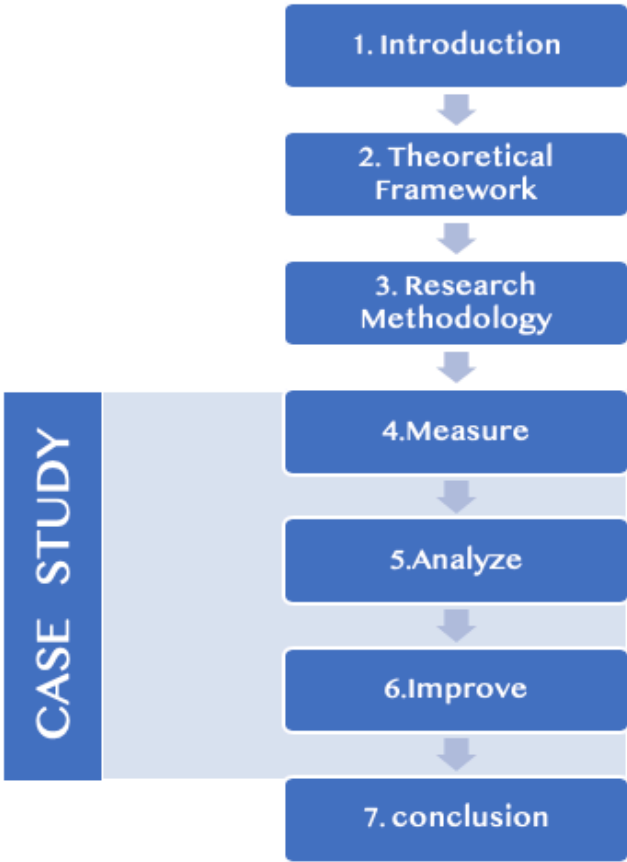 1. Introduction
2. Theoretical
Framework
3. Research
Methodology
4.Measure
5.Analyze
6.Improve
7. conclusion
CASE STUDY